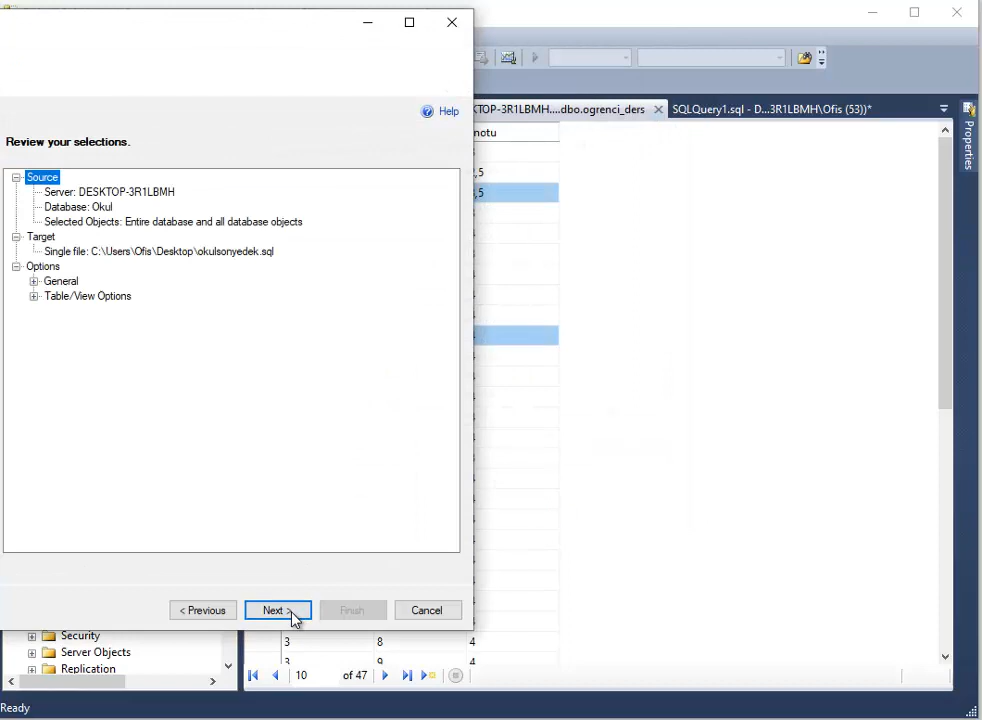 Help
TOP-3R1LBMH....dbo.ogrenci_ders
SQLQuery1.sql - D...3R1LBMH\Ofis (53))*
Properties
notu
Review your selections.
,5
Source
Server: DESKTOP-3R1LBMH
,5
Database: Okul
Selected Objects: Entire database and all database objects
Target
Single file: C:\Users\Ofis\Desktop\okulsonyedek.sql
Options
General
Table/View Options
< Previous
Next >
Finish
Cancel
Security
3 8 4
Server Objects
3 9 4
Replication
10 of 47
Ready